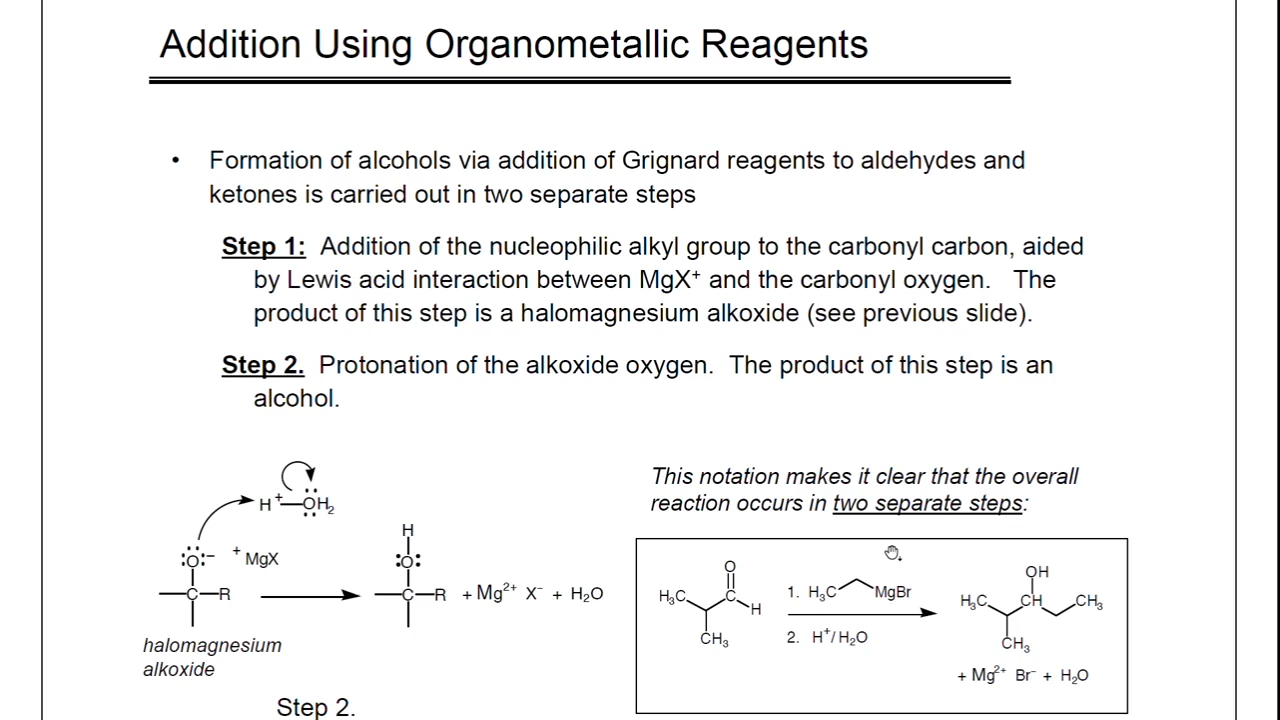 Addition Using Organometallic Reagents
• Formation of alcohols via addition of Grignard reagents to aldehydes and
ketones is carried out in two separate steps
Step 1: Addition of the nucleophilic alkyl group to the carbonyl carbon, aided
by Lewis acid interaction between MgX⁺ and the carbonyl oxygen. The
product of this step is a halomagnesium alkoxide (see previous slide).
Step 2. Protonation of the alkoxide oxygen. The product of this step is an
alcohol.
H⁺—OH₂
:O:⁻ ⁺MgX
C—R
halomagnesium
alkoxide
H
:O:
C—R + Mg²⁺ X⁻ + H₂O
Step 2.
This notation makes it clear that the overall
reaction occurs in two separate steps:
O
H₃C C H
CH₃
1. H₃C MgBr
2. H⁺/H₂O
OH
H₃C CH CH₃
CH₃
+ Mg²⁺ Br⁻ + H₂O